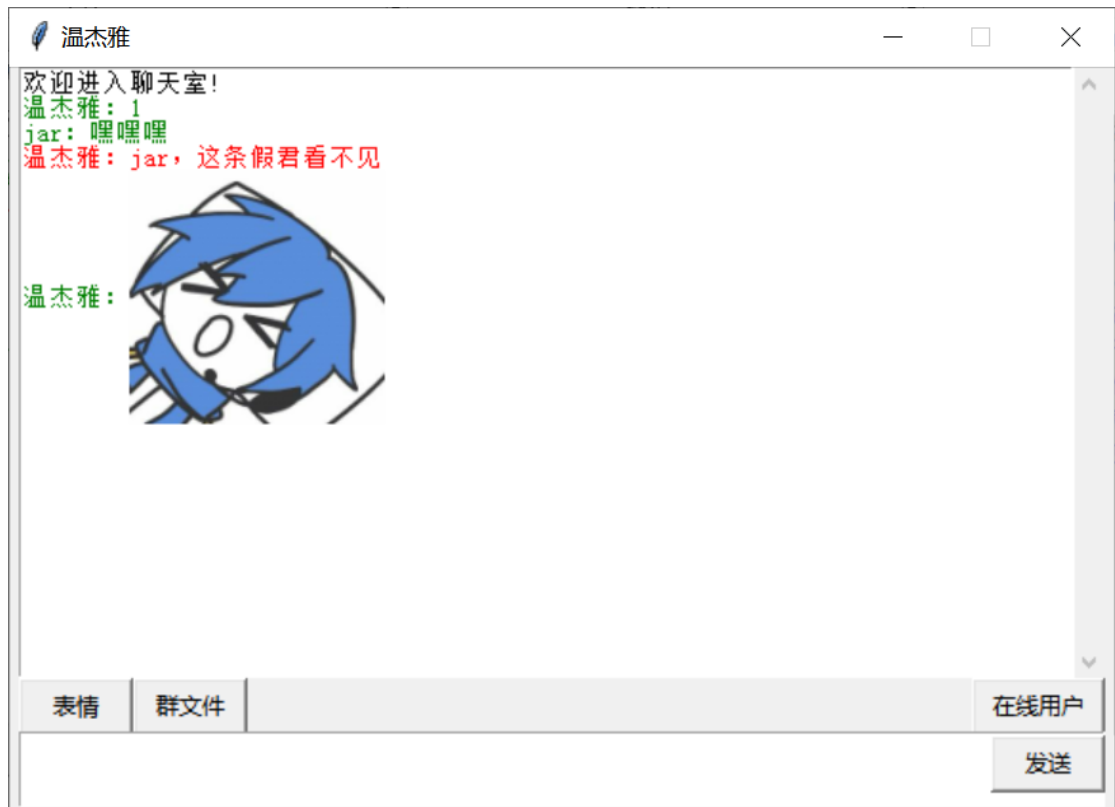 温杰雅
欢迎进入聊天室!
温杰雅: 1
jar: 嘿嘿嘿
温杰雅: jar，这条假君看不见
温杰雅:
表情 群文件 在线用户
发送